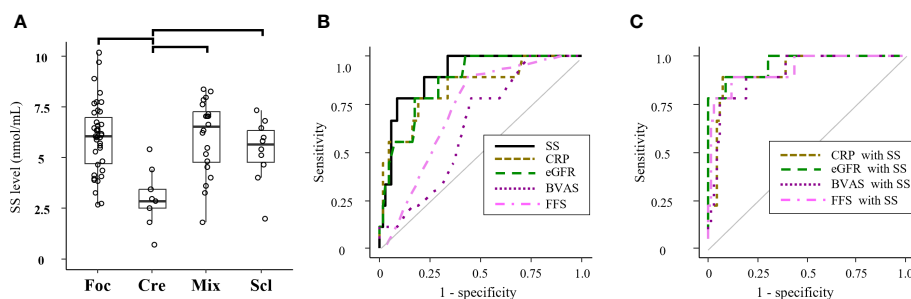 A
SS level (nmol/mL)
10
7.5
5
2.5
0
Foc Cre Mix Scl
B
Sensitivity
1.0
0.75
0.5
0.25
0
0 0.25 0.5 0.75 1.0
1 - specificity
SS
CRP
eGFR
BVAS
FFS
C
Sensitivity
1.0
0.75
0.5
0.25
0
0 0.25 0.5 0.75 1.0
1 - specificity
CRP with SS
eGFR with SS
BVAS with SS
FFS with SS